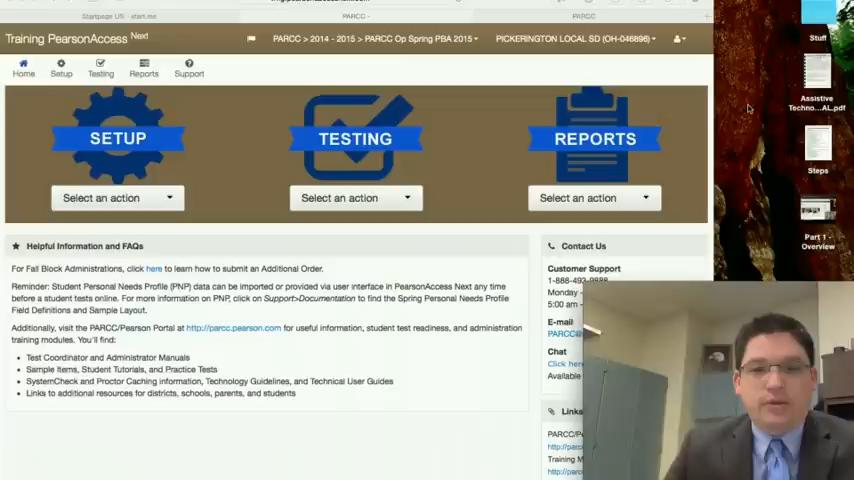 Startpage US - start.me
PARCC -
PARCC
Training PearsonAccess Next
PARCC > 2014 - 2015 > PARCC Op Spring PBA 2015
PICKERINGTON LOCAL SD (OH-046896)
Home
Setup
Testing
Reports
Support
SETUP
TESTING
REPORTS
Select an action
Select an action
Select an action
Helpful Information and FAQs
For Fall Block Administrations, click here to learn how to submit an Additional Order.
Reminder: Student Personal Needs Profile (PNP) data can be imported or provided via user interface in PearsonAccess Next any time
before a student tests online. For more information on PNP, click on Support>Documentation to find the Spring Personal Needs Profile
Field Definitions and Sample Layout.
Additionally, visit the PARCC/Pearson Portal at http://parcc.pearson.com for useful information, student test readiness, and administration
training modules. You'll find:
• Test Coordinator and Administrator Manuals
• Sample Items, Student Tutorials, and Practice Tests
• SystemCheck and Proctor Caching information, Technology Guidelines, and Technical User Guides
• Links to additional resources for districts, schools, parents, and students
Contact Us
Customer Support
Monday -
5:00 am -
E-mail
PARCC@
Chat
Click here
Available
Links
Training M
Stuff
Assistive
Techno...AL.pdf
Steps
Part 1 -
Overview